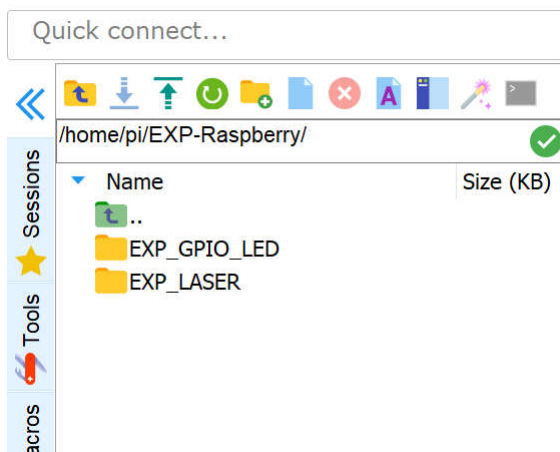 Quick connect...
/home/pi/EXP-Raspberry/
Name Size (KB)
..
EXP_GPIO_LED
EXP_LASER
Sessions
Tools
acros